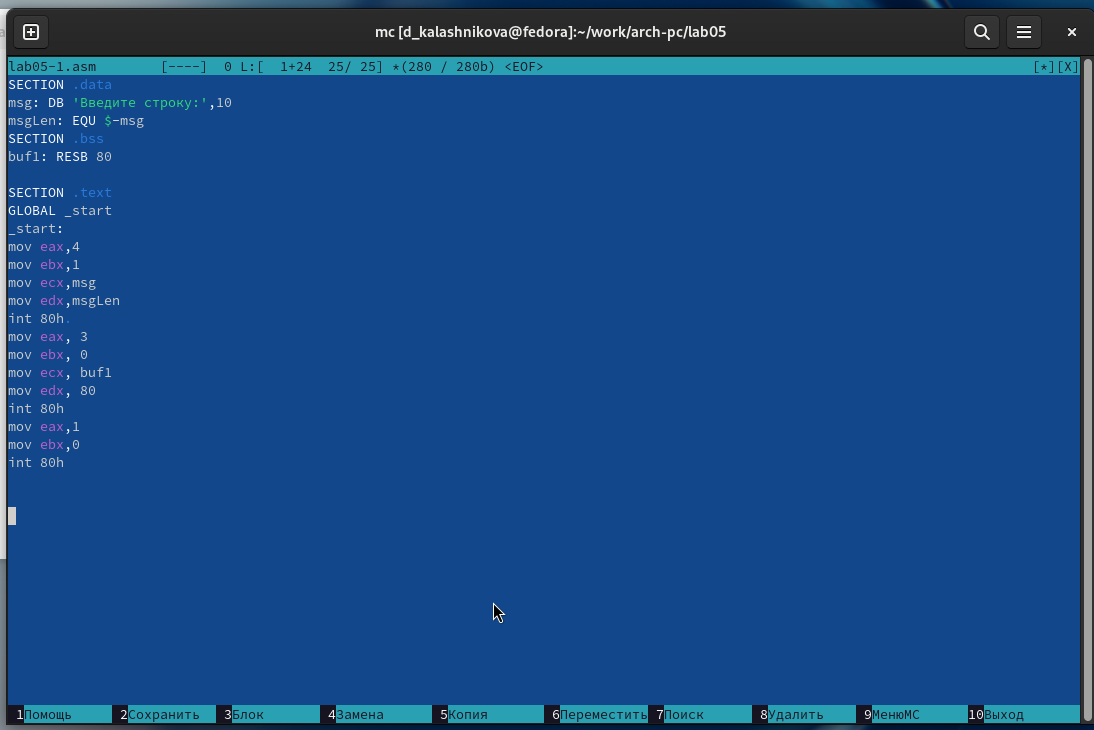 mc [d_kalashnikova@fedora]:~/work/arch-pc/lab05
lab05-1.asm [----] 0 L:[ 1+24 25/ 25] *(280 / 280b) <EOF> [*][X]
SECTION .data
msg: DB 'Введите строку:',10
msgLen: EQU $-msg
SECTION .bss
buf1: RESB 80
SECTION .text
GLOBAL _start
_start:
mov eax,4
mov ebx,1
mov ecx,msg
mov edx,msgLen
int 80h.
mov eax, 3
mov ebx, 0
mov ecx, buf1
mov edx, 80
int 80h
mov eax,1
mov ebx,0
int 80h
1Помощь 2Сохранить 3Блок 4Замена 5Копия 6Переместить 7Поиск 8Удалить 9МенюМС 10Выход